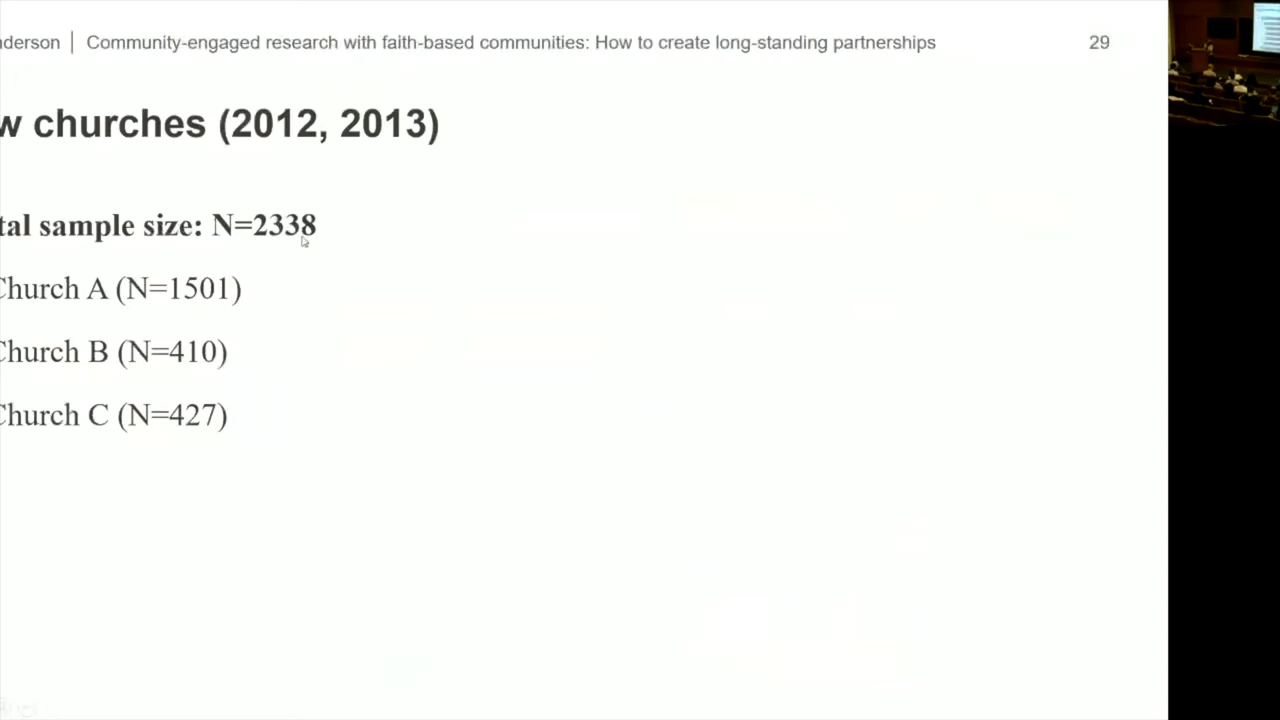 nderson | Community-engaged research with faith-based communities: How to create long-standing partnerships 29
w churches (2012, 2013)
tal sample size: N=2338
Church A (N=1501)
Church B (N=410)
Church C (N=427)